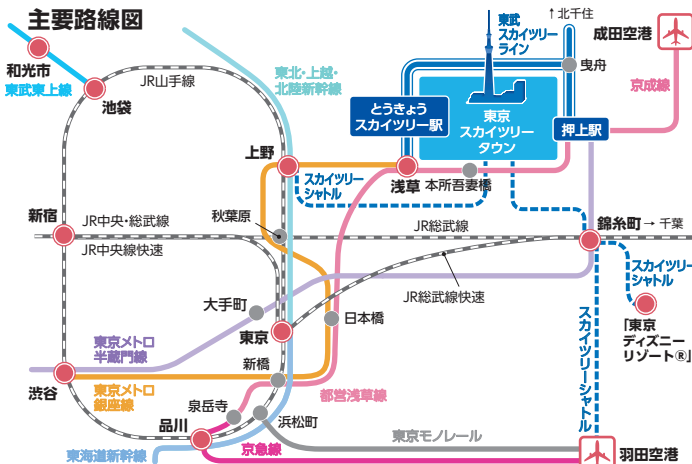 主要路線図
↑北千住
東武
スカイツリー
ライン
成田空港
和光市
東武東上線
池袋
JR山手線
東北・上越・
北陸新幹線
曳舟
京成線
とうきょう
スカイツリー駅
東京
スカイツリー
タウン
押上駅
上野
スカイツリー
シャトル
浅草
本所吾妻橋
新宿
JR中央・総武線
JR中央線快速
秋葉原
JR総武線
錦糸町→千葉
スカイツリー
シャトル
JR総武線快速
大手町
日本橋
東京
「東京
ディズニー
リゾート®」
東京メトロ
半蔵門線
新橋
スカイツリーシャトル
渋谷
東京メトロ
銀座線
都営浅草線
泉岳寺
浜松町
品川
京急線
東京モノレール
東海道新幹線
羽田空港